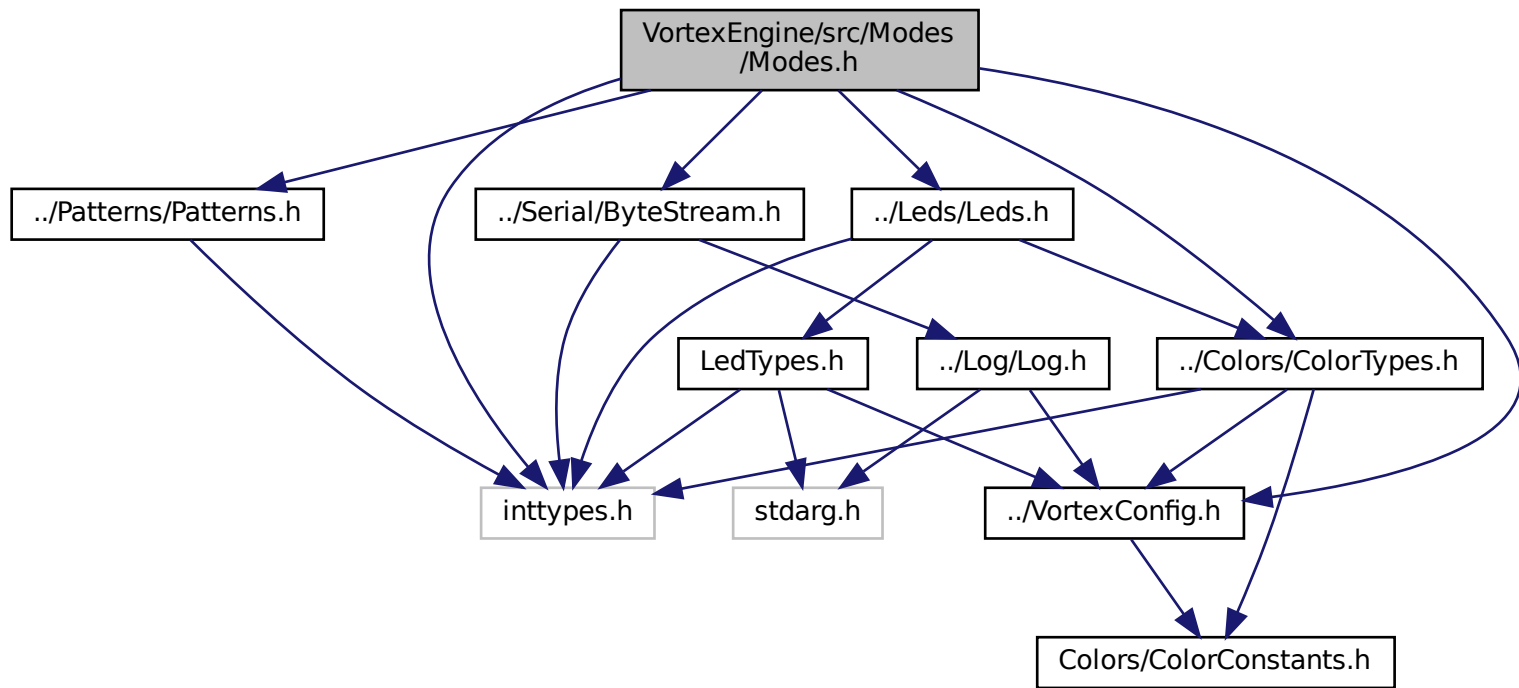 VortexEngine/src/Modes
/Modes.h
../Patterns/Patterns.h
../Serial/ByteStream.h
../Leds/Leds.h
LedTypes.h
../Log/Log.h
../Colors/ColorTypes.h
inttypes.h
stdarg.h
../VortexConfig.h
Colors/ColorConstants.h